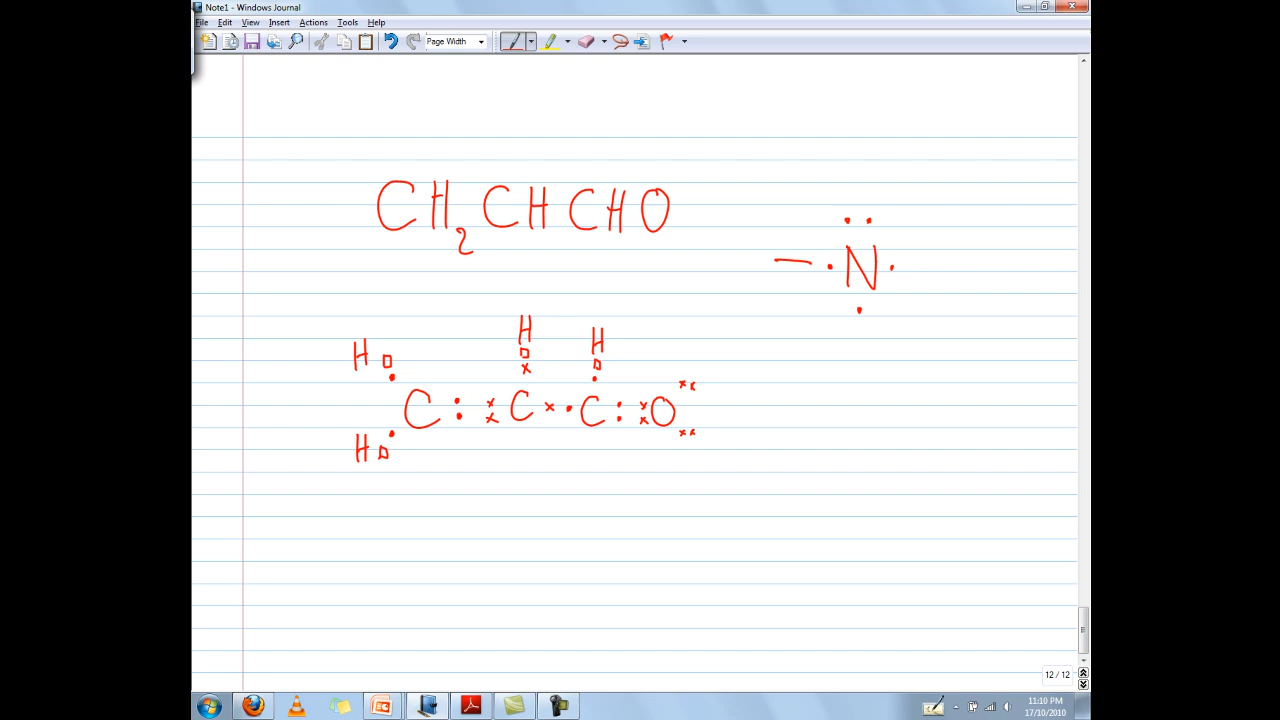 Note1 - Windows Journal
File Edit View Insert Actions Tools Help
Page Width
CH₂CHCHO
N
H H
H
C C C O
H
12 / 12
11:10 PM
17/10/2010